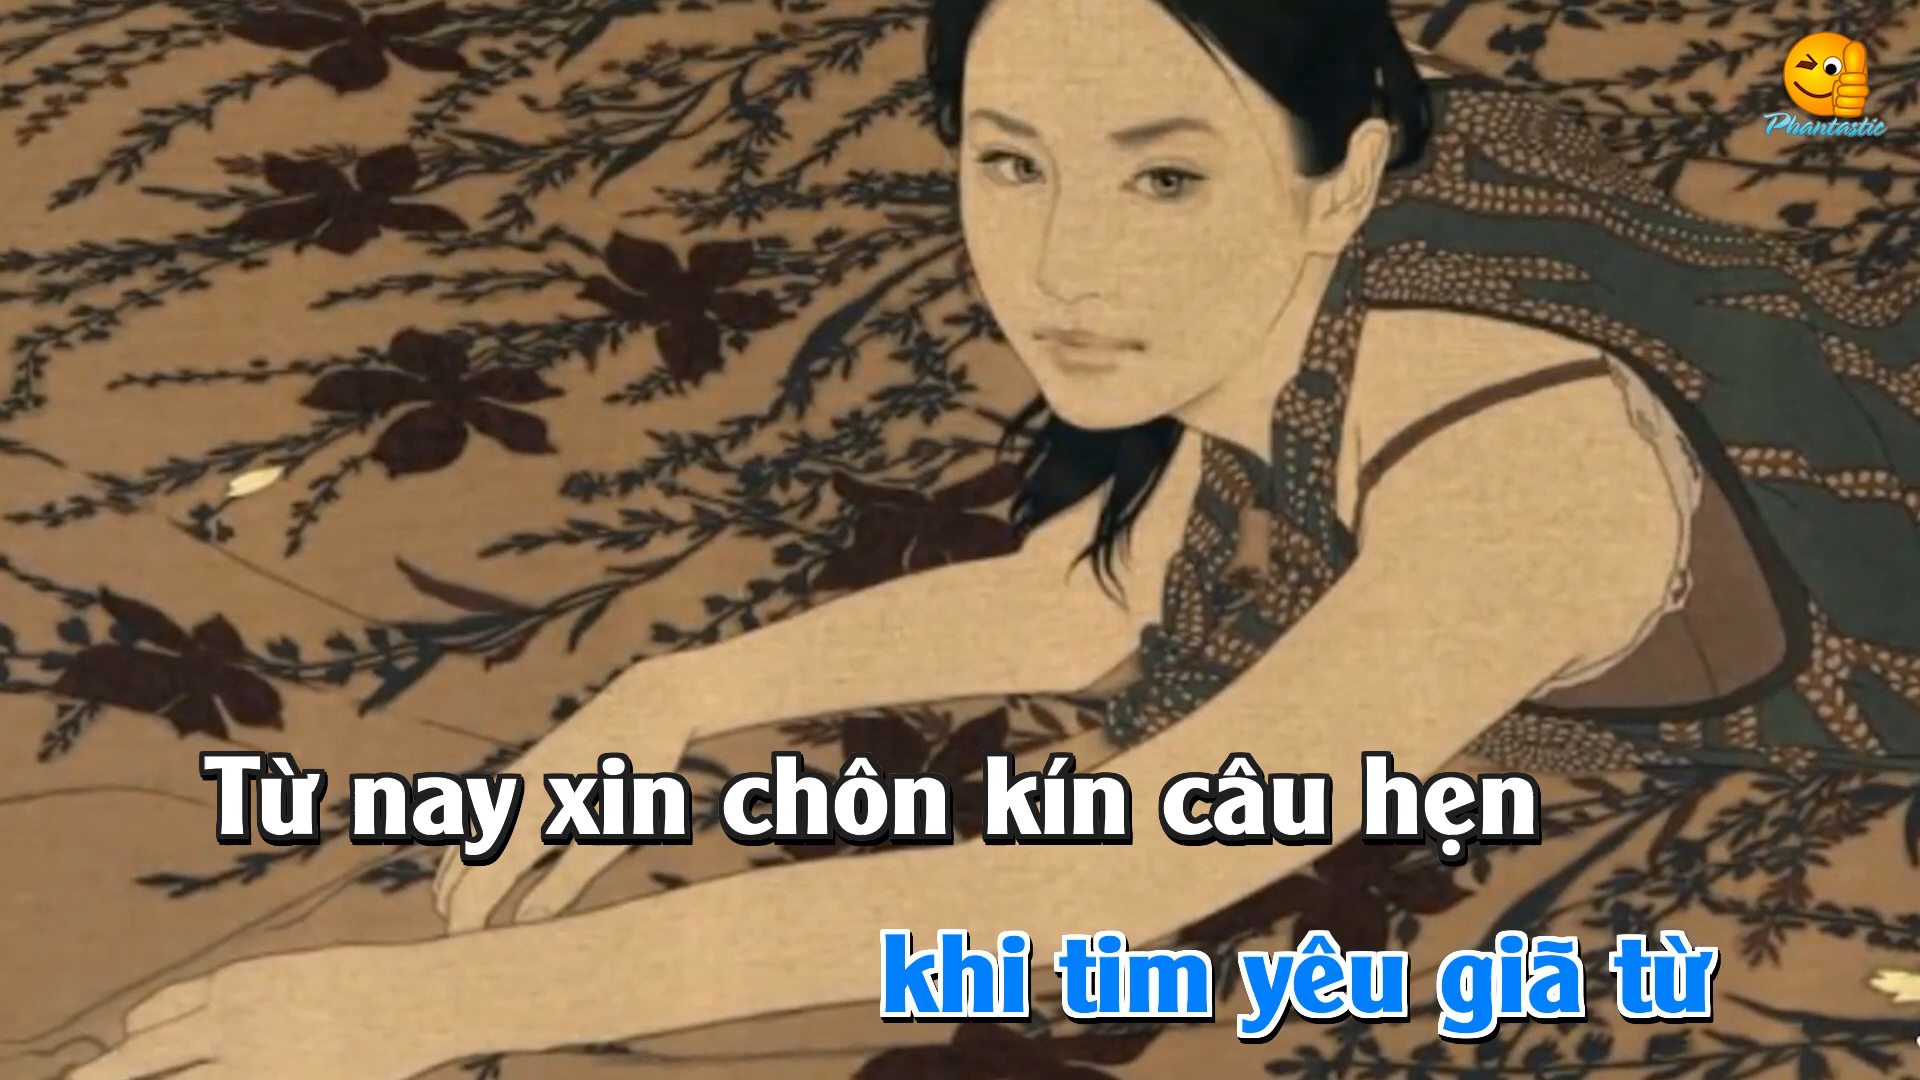 Phantastic
Từ nay xin chôn kín câu hẹn
khi tim yêu giã từ